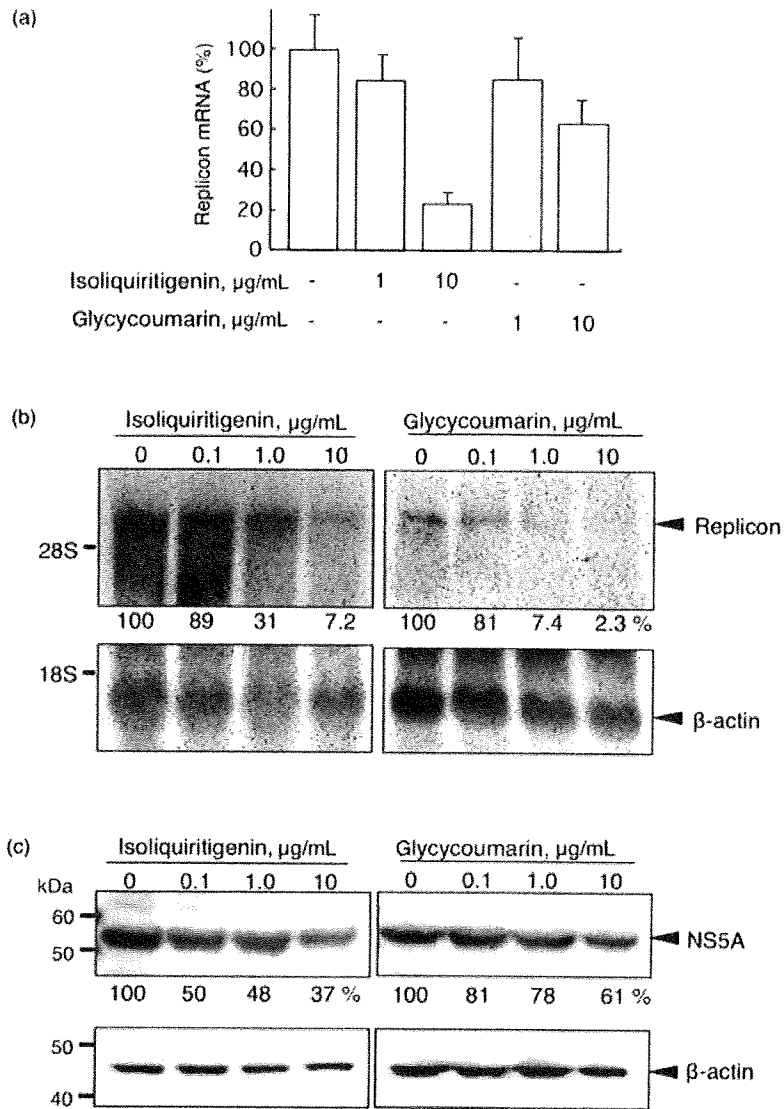 (a)
Replicon mRNA (%)
100
80
60
40
20
0
Isoliquiritigenin, µg/mL - 1 10 - -
Glycycoumarin, µg/mL - - - 1 10
(b)
Isoliquiritigenin, µg/mL Glycycoumarin, µg/mL
0 0.1 1.0 10 0 0.1 1.0 10
Replicon
28S
100 89 31 7.2 100 81 7.4 2.3 %
18S
β-actin
(c)
Isoliquiritigenin, µg/mL Glycycoumarin, µg/mL
kDa 0 0.1 1.0 10 0 0.1 1.0 10
60
50 NS5A
100 50 48 37 % 100 81 78 61 %
50
β-actin
40